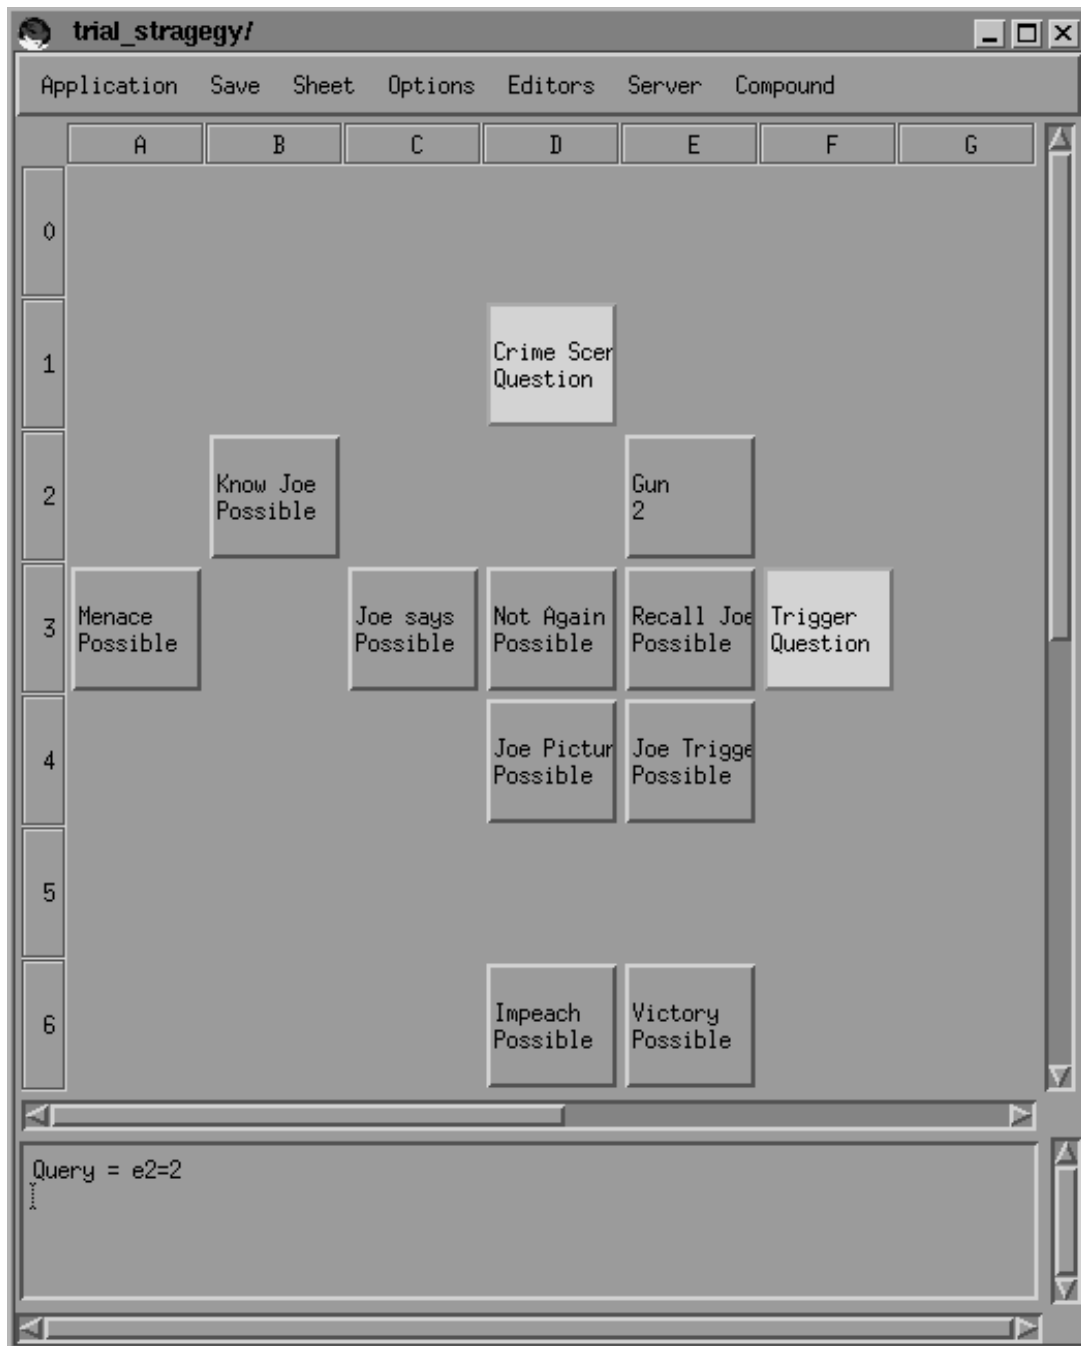 trial_stragegy/
Application Save Sheet Options Editors Server Compound
A B C D E F G
0
1
Crime Scer
Question
2
Know Joe
Possible
Gun
2
3
Menace
Possible
Joe says
Possible
Not Again
Possible
Recall Joe
Possible
Trigger
Question
4
Joe Pictur
Possible
Joe Trigge
Possible
5
6
Impeach
Possible
Victory
Possible
Query = e2=2